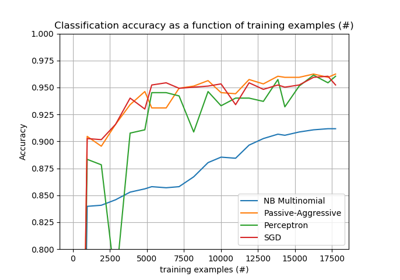 Classification accuracy as a function of training examples (#)
1.000
0.975
0.950
0.925
0.900
0.875
0.850
0.825
0.800
Accuracy
NB Multinomial
Passive-Aggressive
Perceptron
SGD
0 2500 5000 7500 10000 12500 15000 17500
training examples (#)